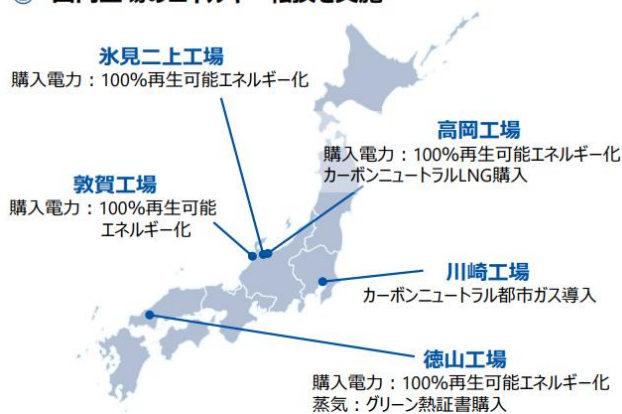 氷見二上工場
購入電力：100%再生可能エネルギー化
高岡工場
購入電力：100%再生可能エネルギー化
カーボンニュートラルLNG購入
敦賀工場
購入電力：100%再生可能
エネルギー化
川崎工場
カーボンニュートラル都市ガス導入
徳山工場
購入電力：100%再生可能エネルギー化
蒸気：グリーン熱証書購入